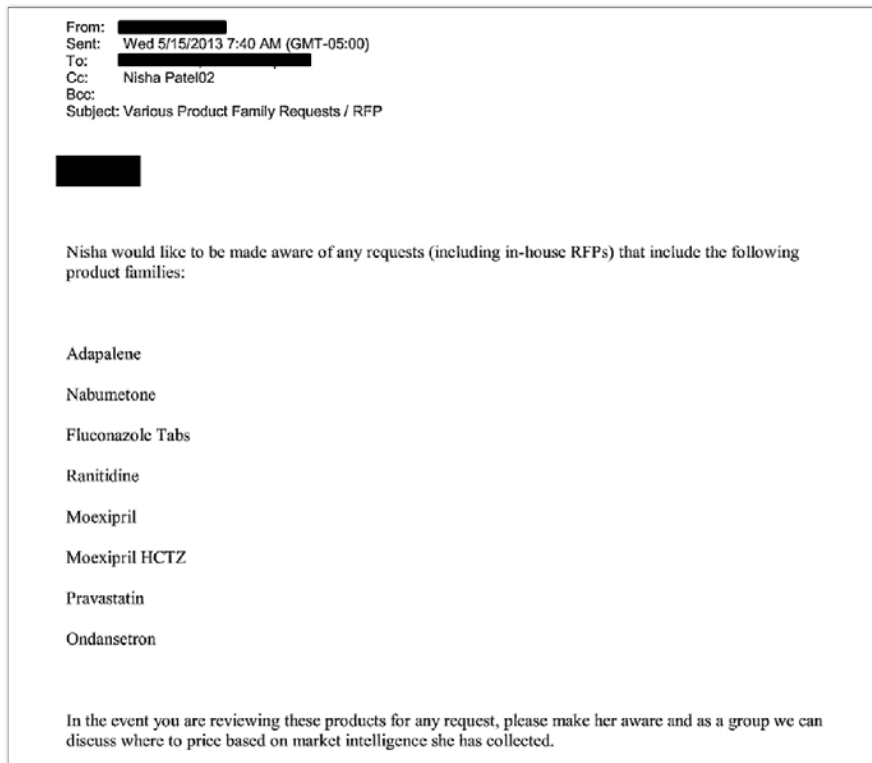 From:
Sent: Wed 5/15/2013 7:40 AM (GMT-05:00)
To:
Cc: Nisha Patel02
Bcc:
Subject: Various Product Family Requests / RFP
Nisha would like to be made aware of any requests (including in-house RFPs) that include the following
product families:
Adapalene
Nabumetone
Fluconazole Tabs
Ranitidine
Moexipril
Moexipril HCTZ
Pravastatin
Ondansetron
In the event you are reviewing these products for any request, please make her aware and as a group we can
discuss where to price based on market intelligence she has collected.